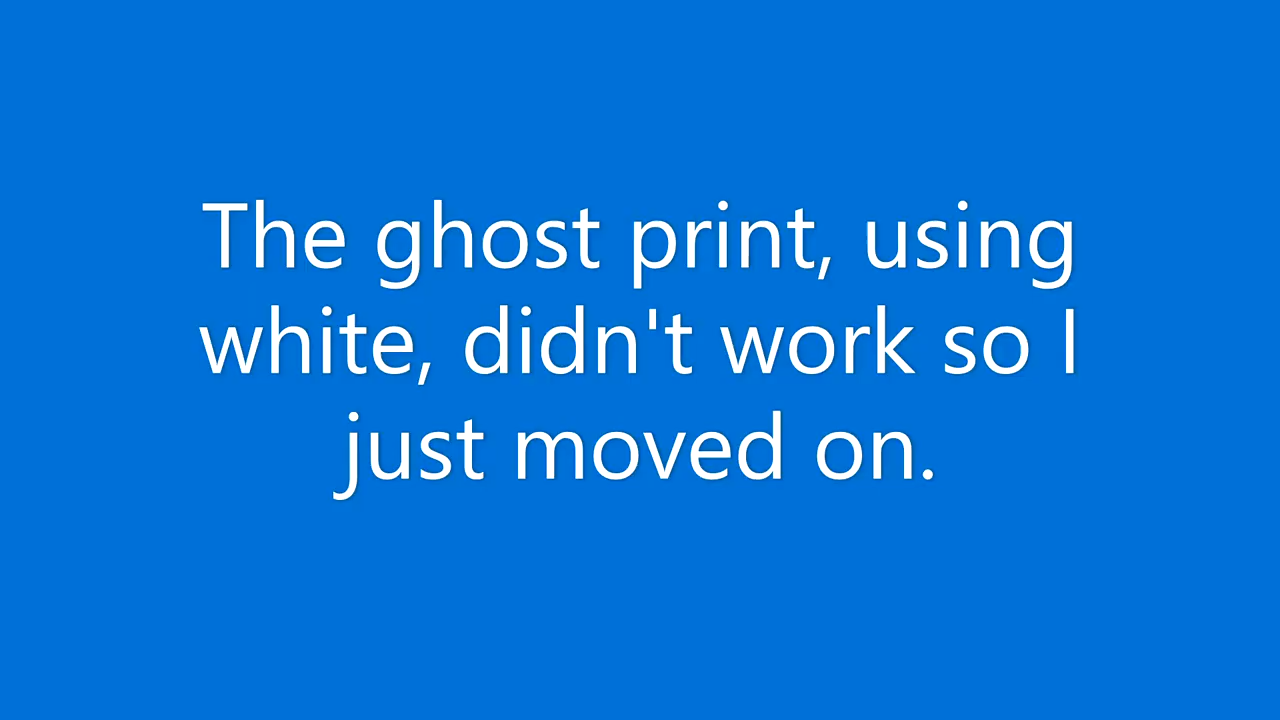 The ghost print, using
white, didn't work so I
just moved on.